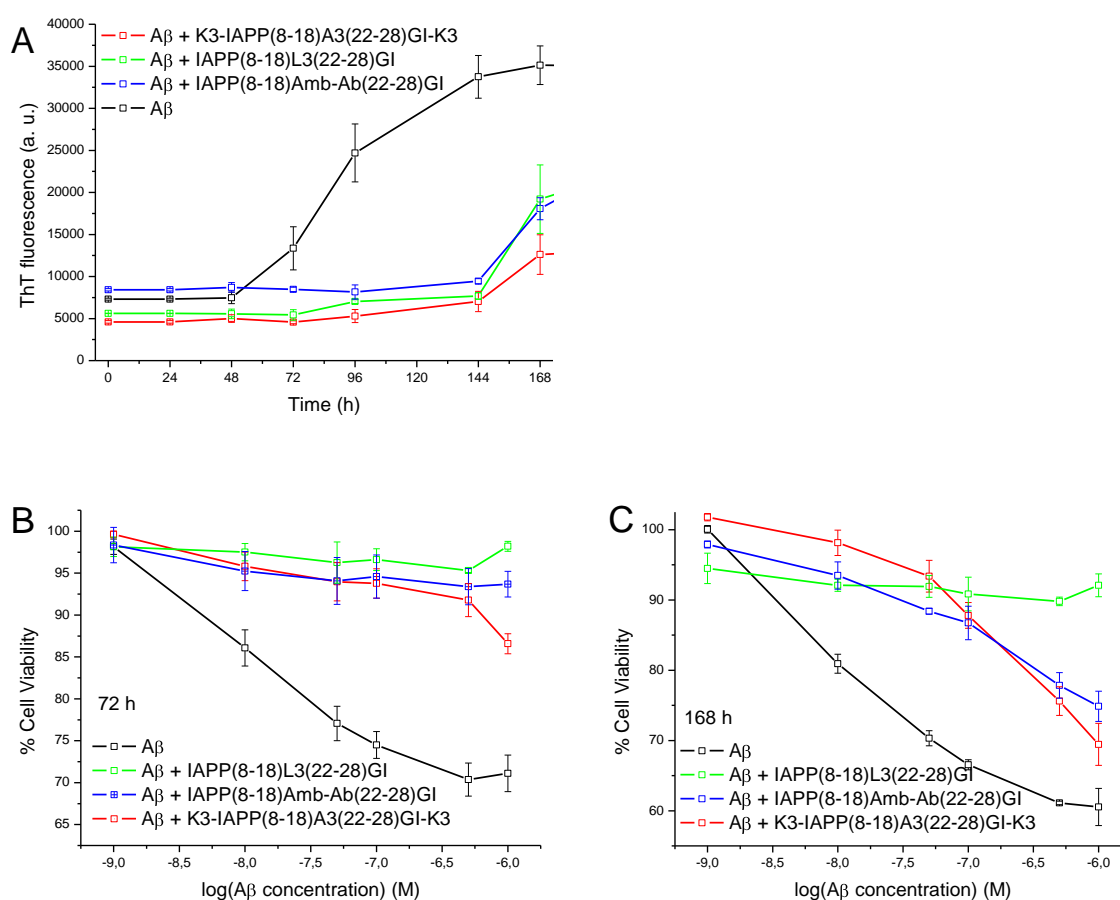 A
Aβ + K3-IAPP(8-18)A3(22-28)GI-K3
Aβ + IAPP(8-18)L3(22-28)GI
Aβ + IAPP(8-18)Amb-Ab(22-28)GI
Aβ
ThT fluorescence (a. u.)
40000
35000
30000
25000
20000
15000
10000
5000
0
0 24 48 72 96 120 144 168
Time (h)
B
% Cell Viability
100
95
90
85
80
75
70
65
72 h
Aβ
Aβ + IAPP(8-18)L3(22-28)GI
Aβ + IAPP(8-18)Amb-Ab(22-28)GI
Aβ + K3-IAPP(8-18)A3(22-28)GI-K3
-9,0 -8,5 -8,0 -7,5 -7,0 -6,5 -6,0
log(Aβ concentration) (M)
C
% Cell Viability
100
90
80
70
60
168 h
Aβ
Aβ + IAPP(8-18)L3(22-28)GI
Aβ + IAPP(8-18)Amb-Ab(22-28)GI
Aβ + K3-IAPP(8-18)A3(22-28)GI-K3
-9,0 -8,5 -8,0 -7,5 -7,0 -6,5 -6,0
log(Aβ concentration) (M)